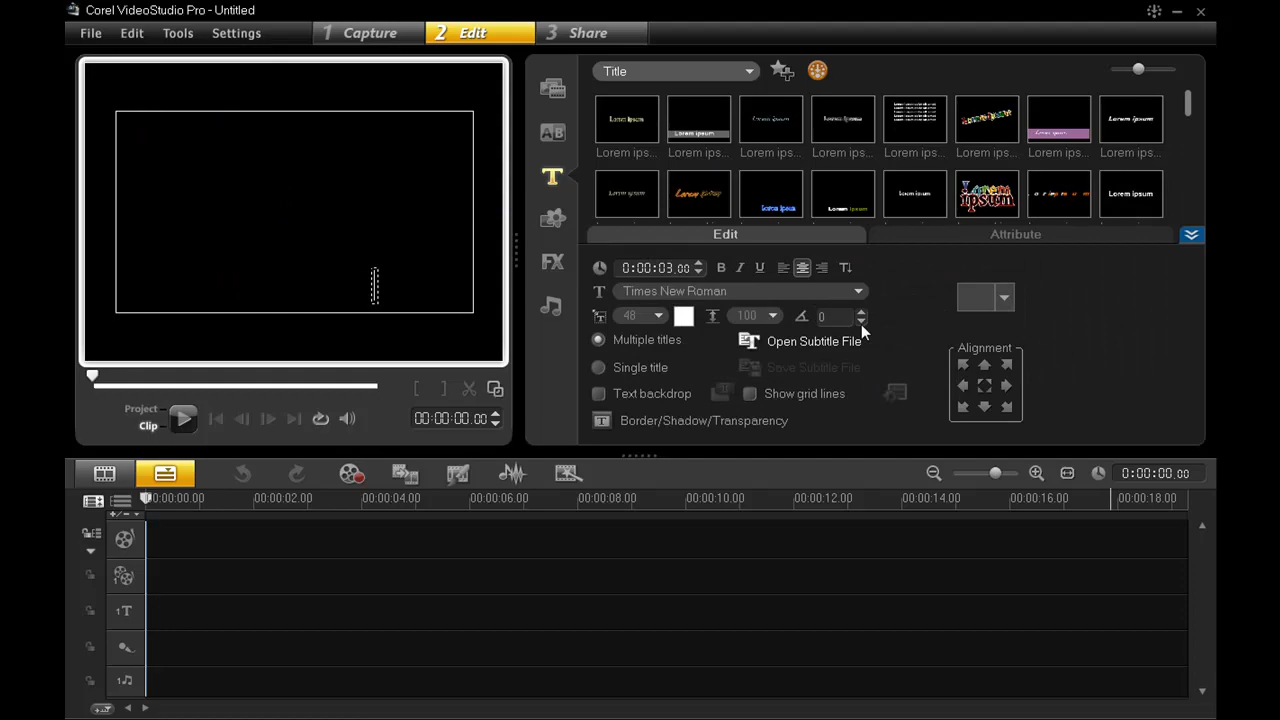 Corel VideoStudio Pro - Untitled
File Edit Tools Settings 1 Capture 2 Edit 3 Share
Title
Lorem ips... Lorem ips... Lorem ips... Lorem ips... Lorem ips... Lorem ips... Lorem ips... Lorem ips...
Edit Attribute
0:00:03.00 B I U
Times New Roman
48 100 0
Multiple titles Open Subtitle File
Single title Save Subtitle File
Text backdrop Show grid lines
Border/Shadow/Transparency
Alignment
Project
Clip
00:00:00.00
0:00:00.00
00:00:00.00 00:00:02.00 00:00:04.00 00:00:06.00 00:00:08.00 00:00:10.00 00:00:12.00 00:00:14.00 00:00:16.00 00:00:18.00
1T